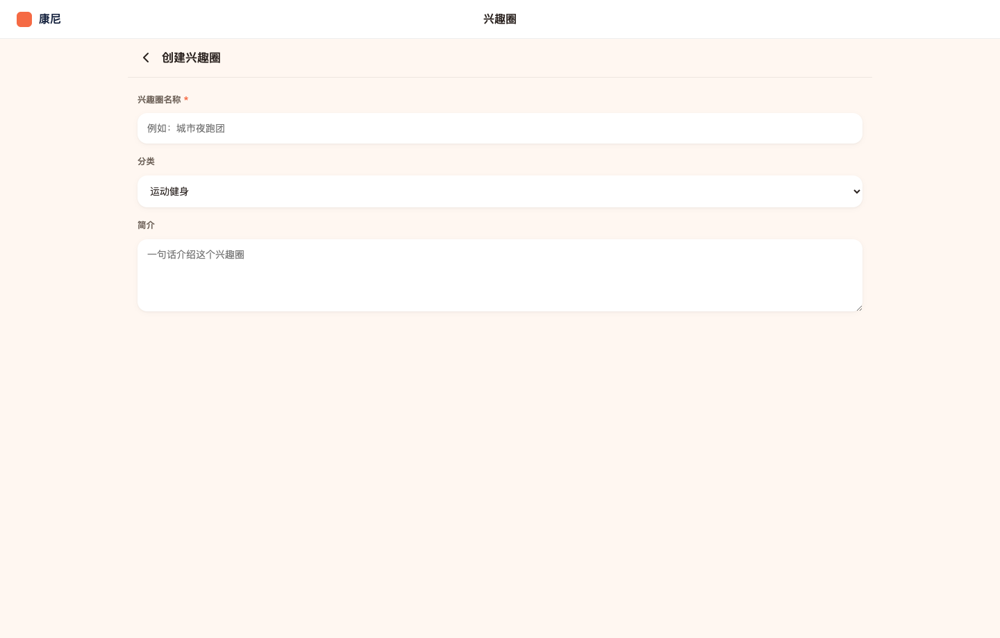 康尼
兴趣圈
创建兴趣圈
兴趣圈名称 *
例如：城市夜跑团
分类
运动健身
简介
一句话介绍这个兴趣圈